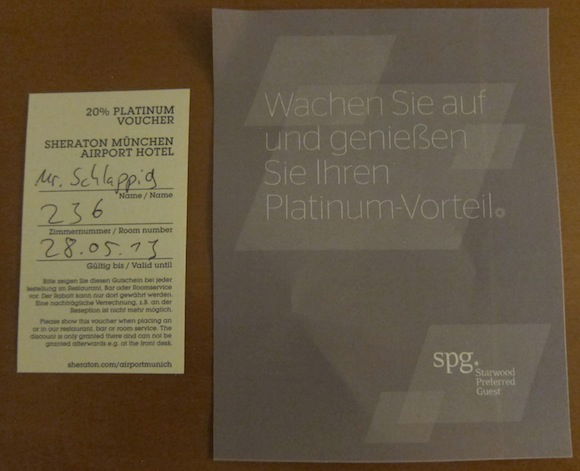 20% PLATINUM
VOUCHER
SHERATON MÜNCHEN
AIRPORT HOTEL
Mr. Schlappig
Name / Name
236
Zimmernummer / Room number
28.05.13
Gültig bis / Valid until
Bitte zeigen Sie diesen Gutschein bei jeder
Bestellung im Restaurant, Bar oder Roomservice
vor. Der Rabatt kann nur dort gewährt werden.
Eine nachträgliche Verrechnung, z.B. an der
Rezeption ist nicht mehr möglich.
Please show this voucher when placing an
or in our restaurant, bar or room service. The
discount is only granted there and can not be
granted afterwards e.g. at the front desk.
sheraton.com/airportmunich
Wachen Sie auf
und genießen
Sie Ihren
Platinum-Vorteil.
spg.
Starwood
Preferred
Guest